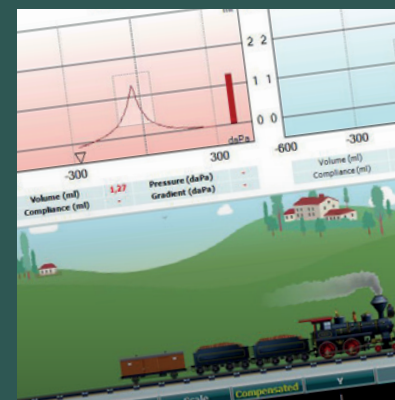 2 2
1 1
0 0
daPa
-300
300
-600
-300
Volume (ml) 1,27 Pressure (daPa) -
Compliance (ml) - Gradient (daPa) -
Volume (ml)
Compliance (ml)
Scale Compensated Y